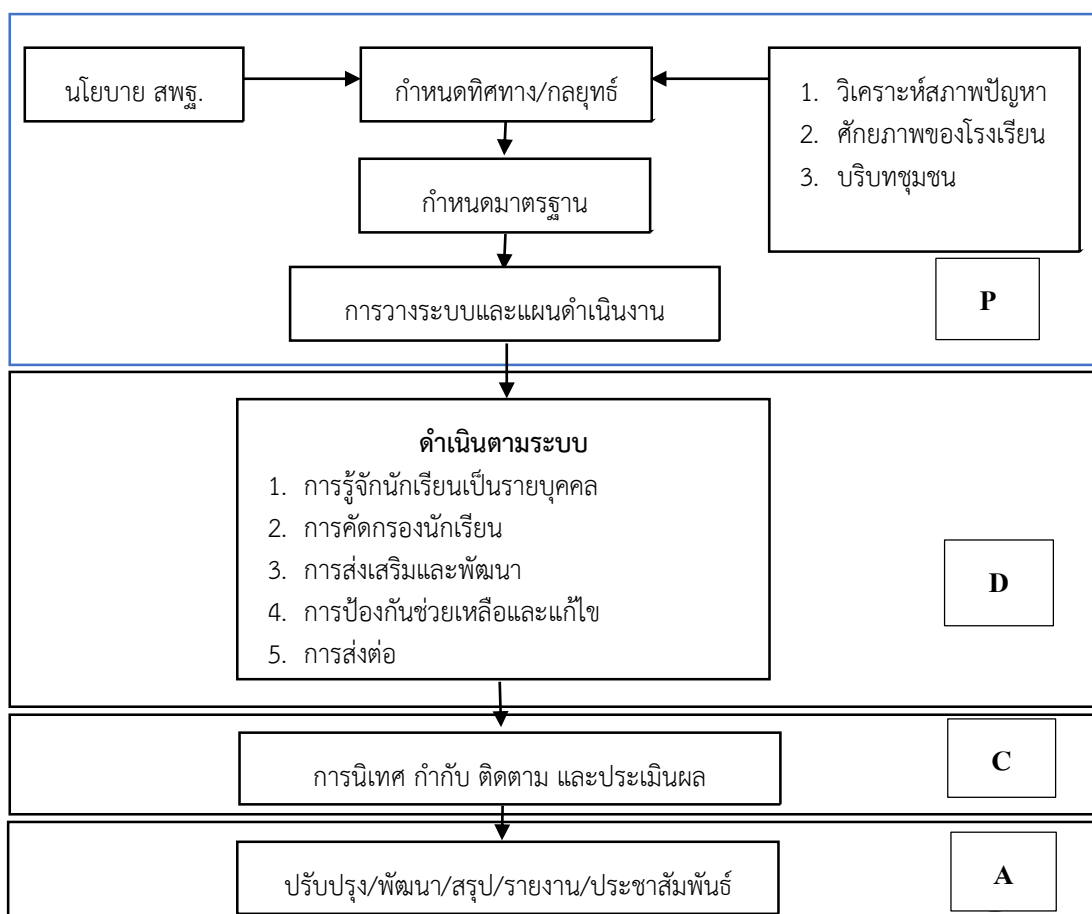 นโยบาย สพฐ.
กำหนดทิศทาง/กลยุทธ์
1. วิเคราะห์สภาพปัญหา
2. ศักยภาพของโรงเรียน
3. บริบทชุมชน
กำหนดมาตรฐาน
การวางระบบและแผนดำเนินงาน
P
ดำเนินตามระบบ
1. การรู้จักนักเรียนเป็นรายบุคคล
2. การคัดกรองนักเรียน
3. การส่งเสริมและพัฒนา
4. การป้องกันช่วยเหลือและแก้ไข
5. การส่งต่อ
D
การนิเทศ กำกับ ติดตาม และประเมินผล
C
ปรับปรุง/พัฒนา/สรุป/รายงาน/ประชาสัมพันธ์
A